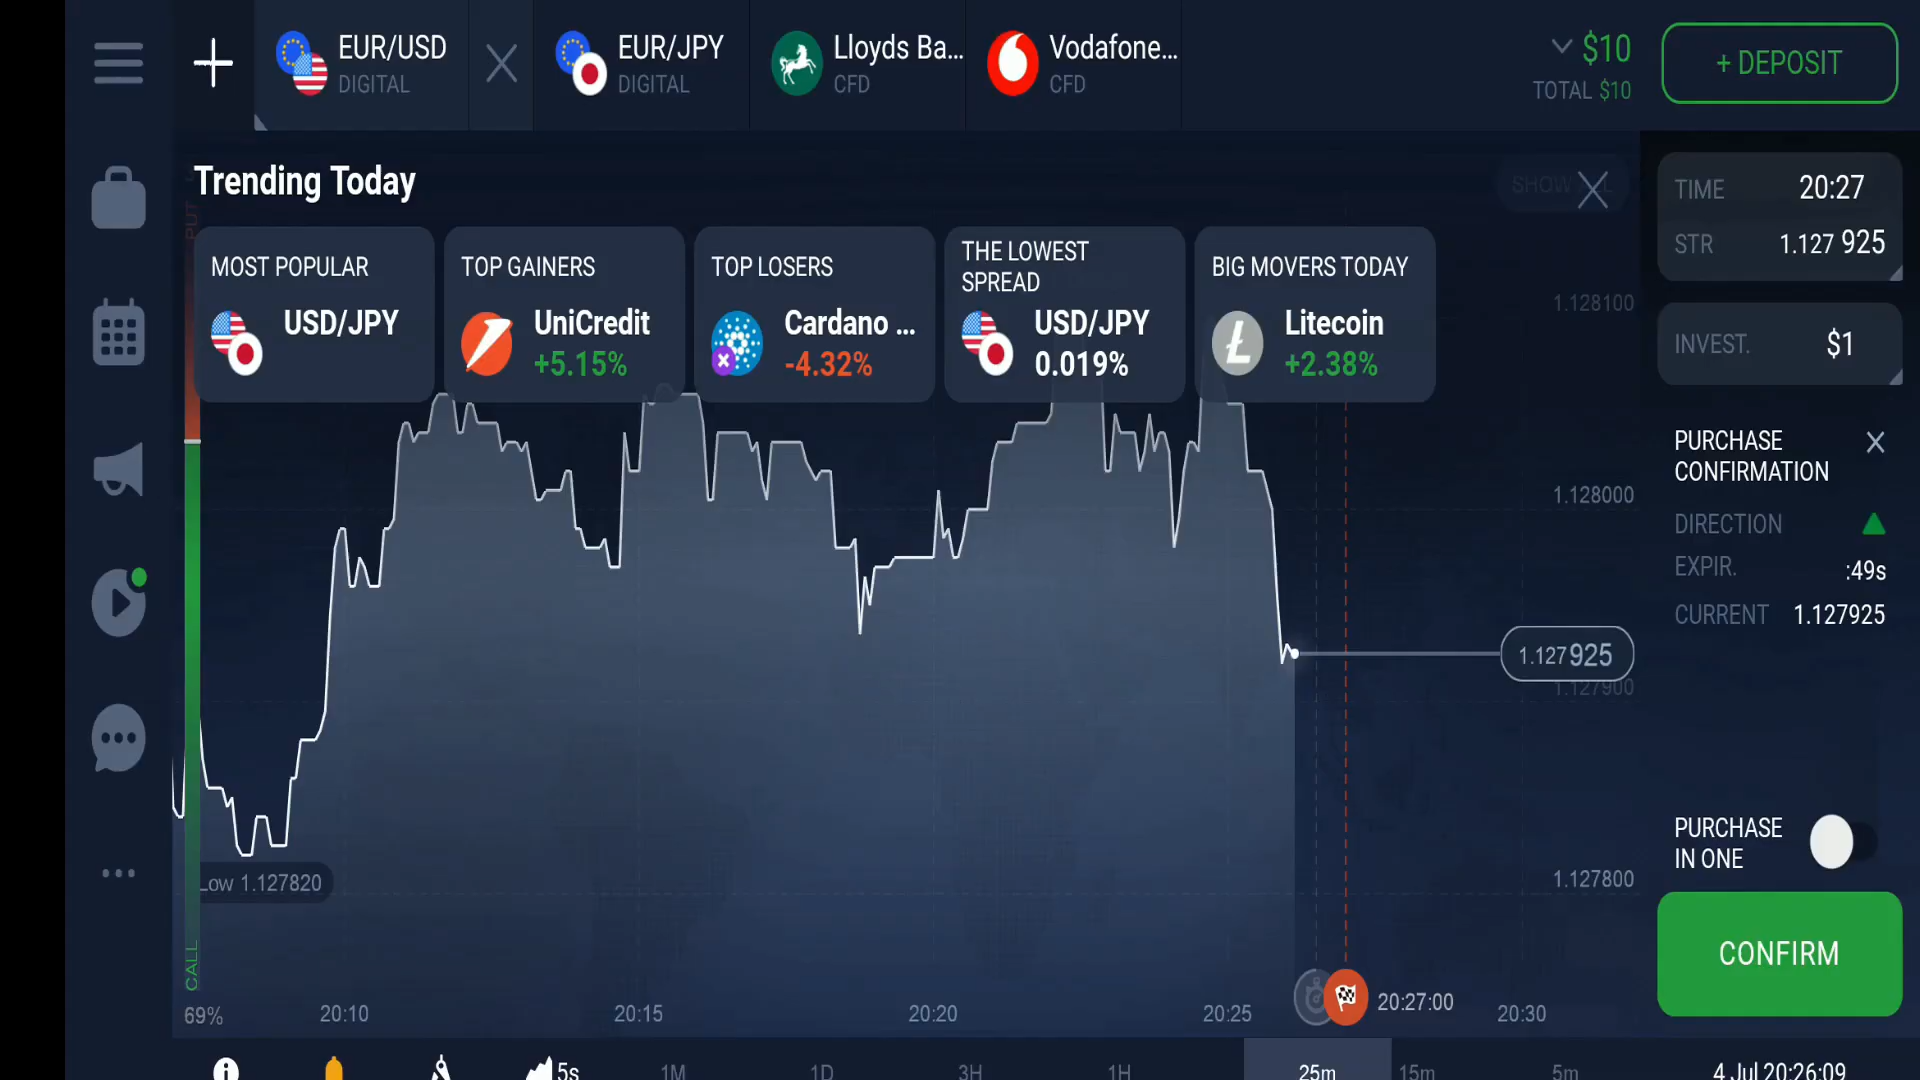 EUR/USD
DIGITAL
EUR/JPY
DIGITAL
Lloyds Ba...
CFD
Vodafone...
CFD
$10
TOTAL $10
+ DEPOSIT
Trending Today
MOST POPULAR
USD/JPY
TOP GAINERS
UniCredit
+5.15%
TOP LOSERS
Cardano ...
-4.32%
THE LOWEST
SPREAD
USD/JPY
0.019%
BIG MOVERS TODAY
Litecoin
+2.38%
TIME 20:27
STR 1.127 925
INVEST. $1
PURCHASE
CONFIRMATION
DIRECTION
EXPIR. :49s
CURRENT 1.127925
PURCHASE
IN ONE
CONFIRM
1.128100
1.128000
1.127 925
1.127900
1.127800
PUT
CALL
Low 1.127820
69%
20:10
20:15
20:20
20:25
20:27:00
20:30
5s
1M
1D
3H
1H
25m
15m
5m
4 Jul 20:26:09